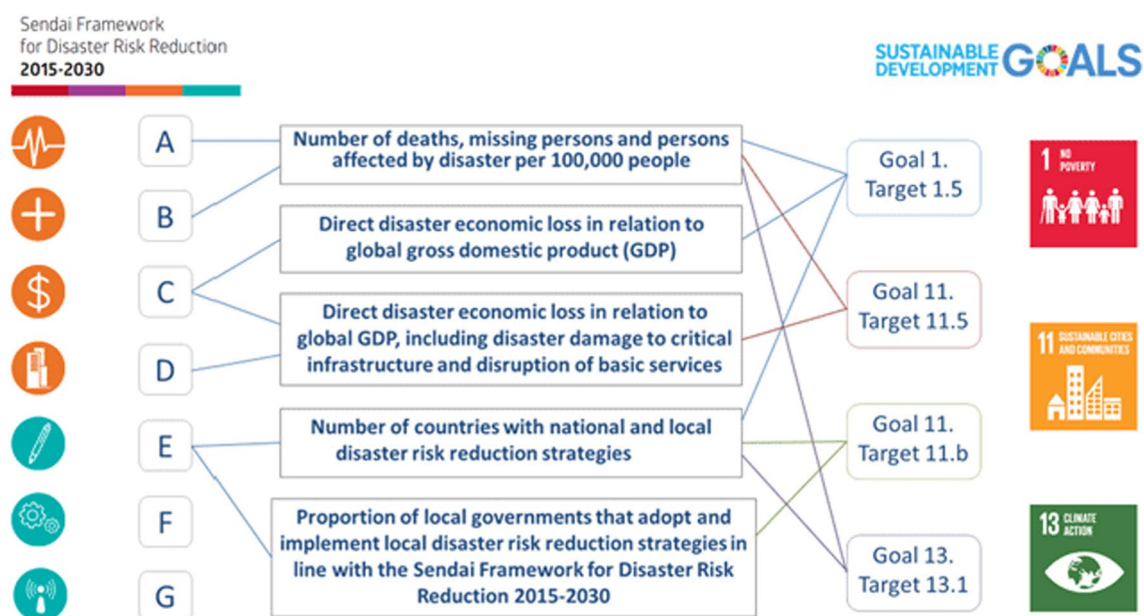 Sendai Framework
for Disaster Risk Reduction
2015-2030
SUSTAINABLE
DEVELOPMENT
GOALS
A
B
C
D
E
F
G
Number of deaths, missing persons and persons
affected by disaster per 100,000 people
Direct disaster economic loss in relation to
global gross domestic product (GDP)
Direct disaster economic loss in relation to
global GDP, including disaster damage to critical
infrastructure and disruption of basic services
Number of countries with national and local
disaster risk reduction strategies
Proportion of local governments that adopt and
implement local disaster risk reduction strategies in
line with the Sendai Framework for Disaster Risk
Reduction 2015-2030
Goal 1.
Target 1.5
Goal 11.
Target 11.5
Goal 11.
Target 11.b
Goal 13.
Target 13.1
1 NO
POVERTY
11 SUSTAINABLE CITIES
AND COMMUNITIES
13 CLIMATE
ACTION